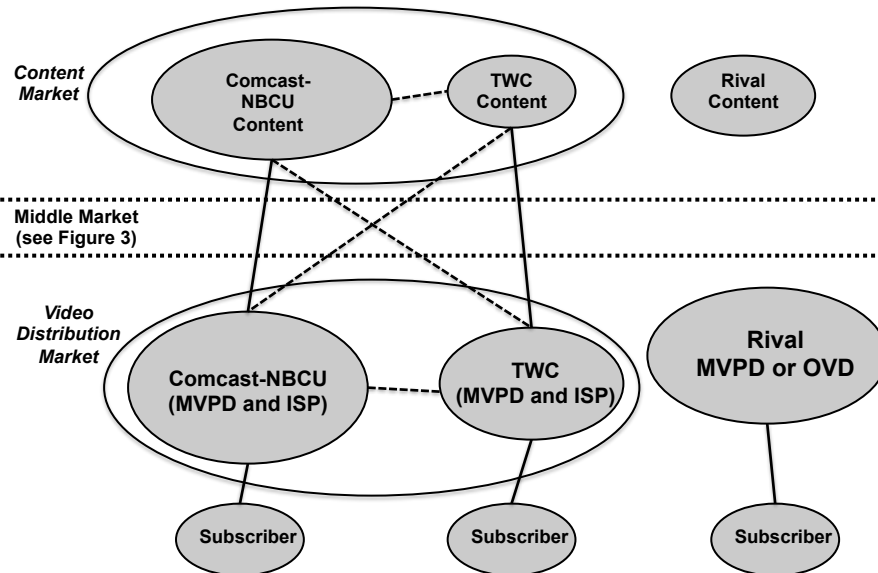 Content
Market
Comcast-
NBCU
Content
TWC
Content
Rival
Content
Middle Market
(see Figure 3)
Video
Distribution
Market
Comcast-NBCU
(MVPD and ISP)
TWC
(MVPD and ISP)
Rival
MVPD or OVD
Subscriber
Subscriber
Subscriber